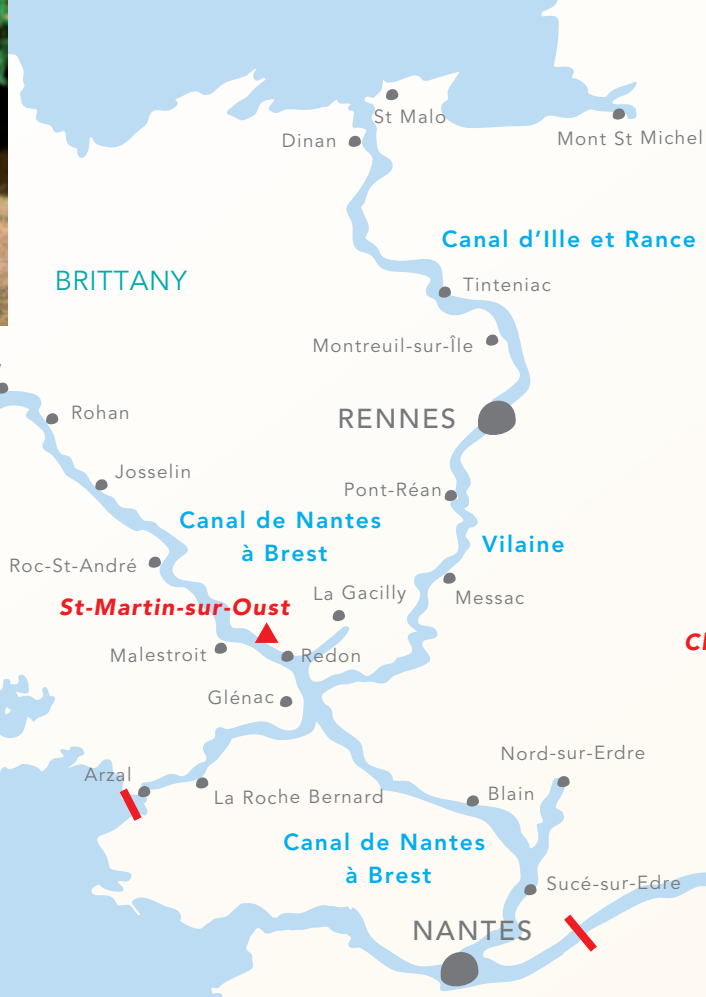 St Malo
Dinan
Mont St Michel
Canal d'Ille et Rance
BRITTANY
Tinteniac
Montreuil-sur-Île
Rohan
RENNES
Josselin
Pont-Réan
Canal de Nantes
à Brest
Vilaine
Roc-St-André
La Gacilly
Messac
St-Martin-sur-Oust
Malestroit
Redon
Glénac
Nord-sur-Erdre
Arzal
La Roche Bernard
Blain
Canal de Nantes
à Brest
Sucé-sur-Edre
NANTES